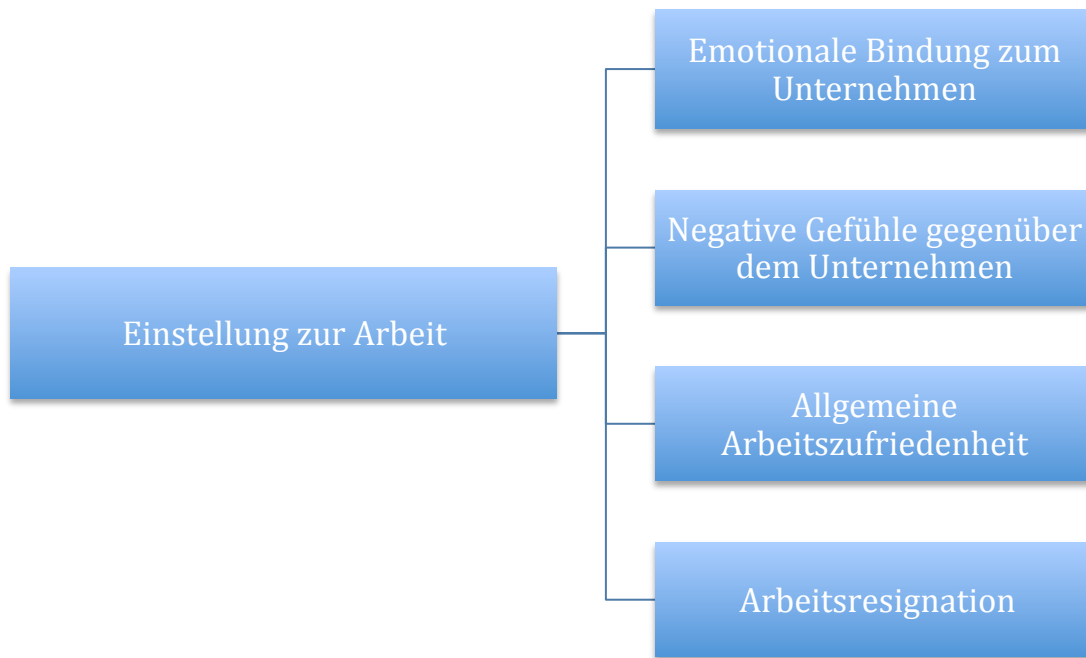 Emotionale Bindung zum
Unternehmen
Negative Gefühle gegenüber
dem Unternehmen
Einstellung zur Arbeit
Allgemeine
Arbeitszufriedenheit
Arbeitsresignation